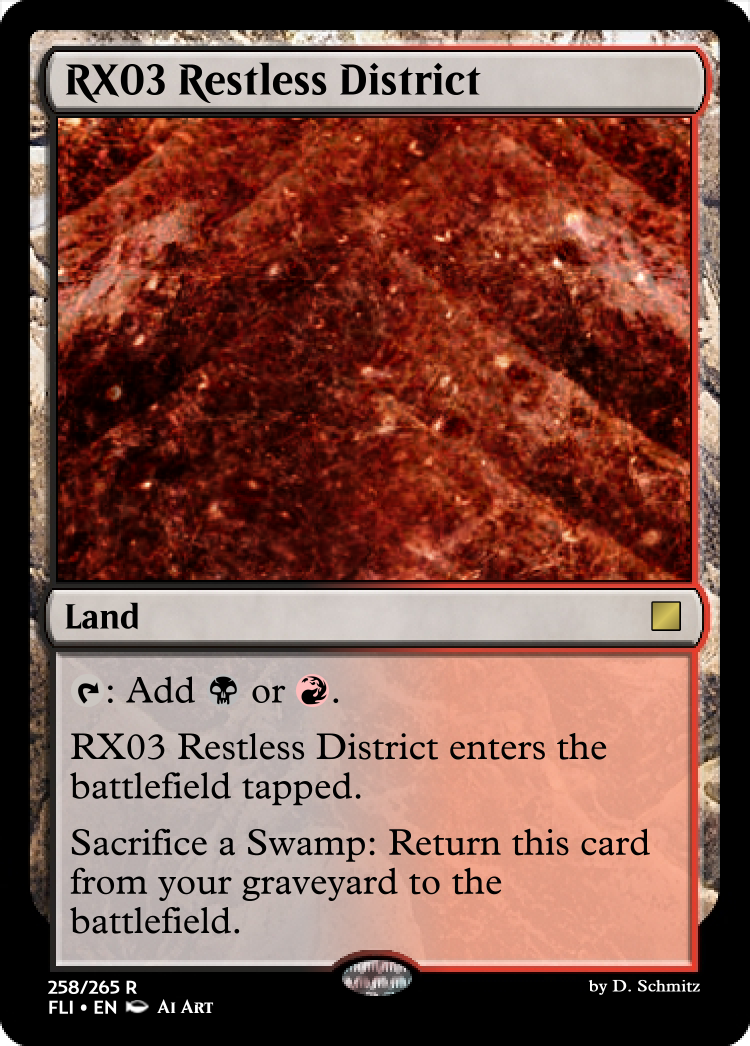 RX03 Restless District
Land
: Add or .
RX03 Restless District enters the
battlefield tapped.
Sacrifice a Swamp: Return this card
from your graveyard to the
battlefield.
258/265 R
by D. Schmitz
FLI • EN AI ART